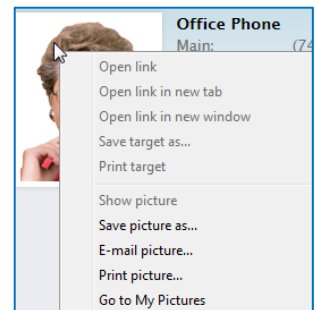 Office Phone
Main: (74
Open link
Open link in new tab
Open link in new window
Save target as...
Print target
Show picture
Save picture as...
E-mail picture...
Print picture...
Go to My Pictures